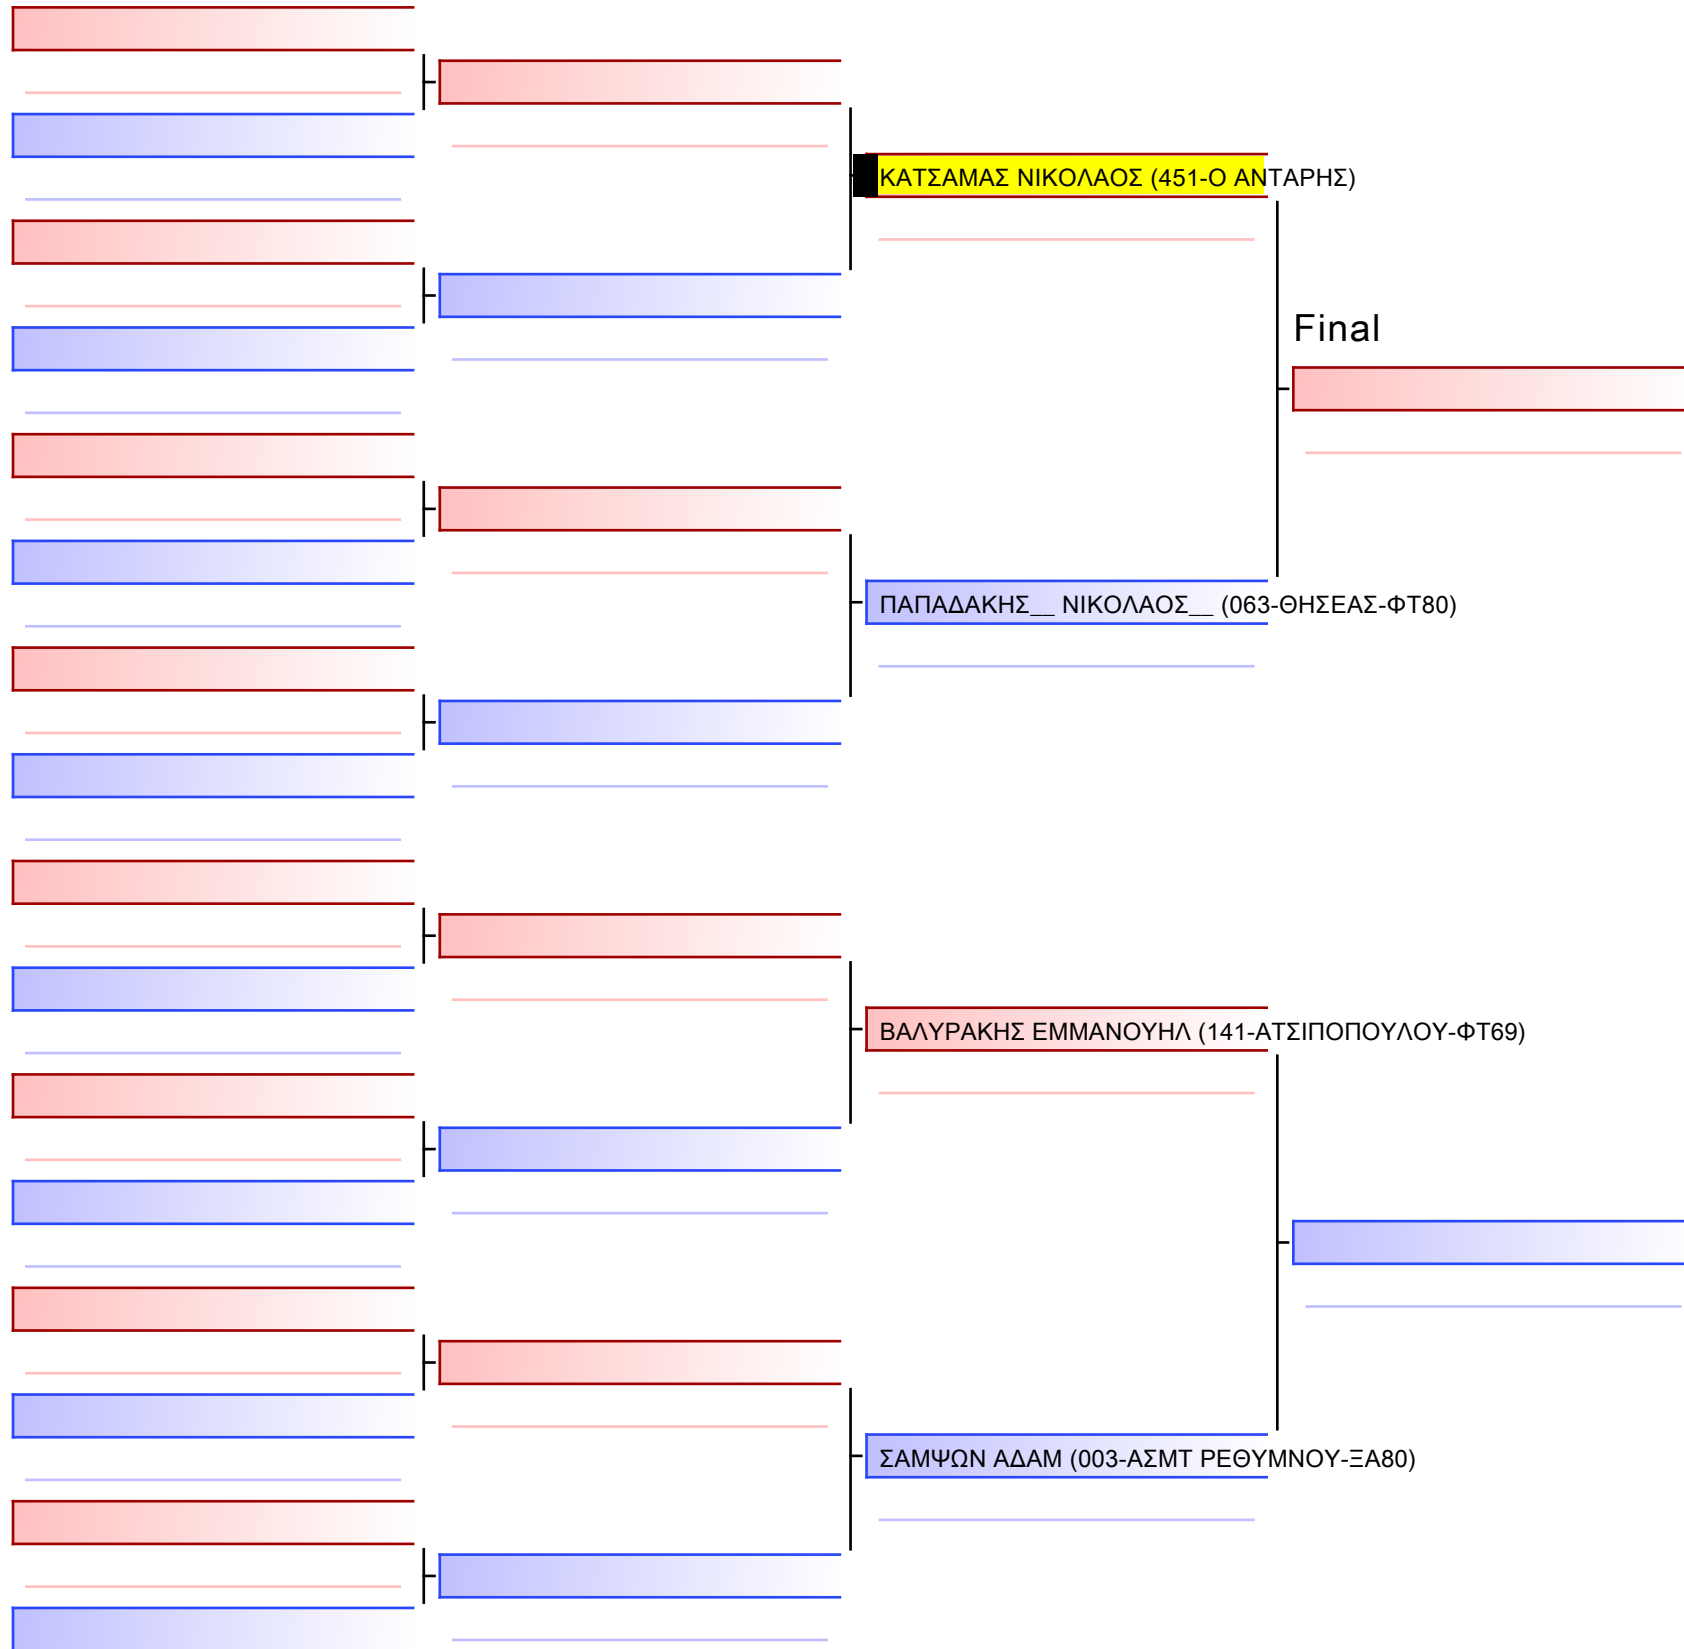 ΚΑΤΣΑΜΑΣ ΝΙΚΟΛΑΟΣ (451-Ο ΑΝΤΑΡΗΣ)
Final
ΠΑΠΑΔΑΚΗΣ__ ΝΙΚΟΛΑΟΣ__ (063-ΘΗΣΕΑΣ-ΦΤ80)
ΒΑΛΥΡΑΚΗΣ ΕΜΜΑΝΟΥΗΛ (141-ΑΤΣΙΠΟΠΟΥΛΟΥ-ΦΤ69)
ΣΑΜΨΩΝ ΑΔΑΜ (003-ΑΣΜΤ ΡΕΘΥΜΝΟΥ-ΞΑ80)